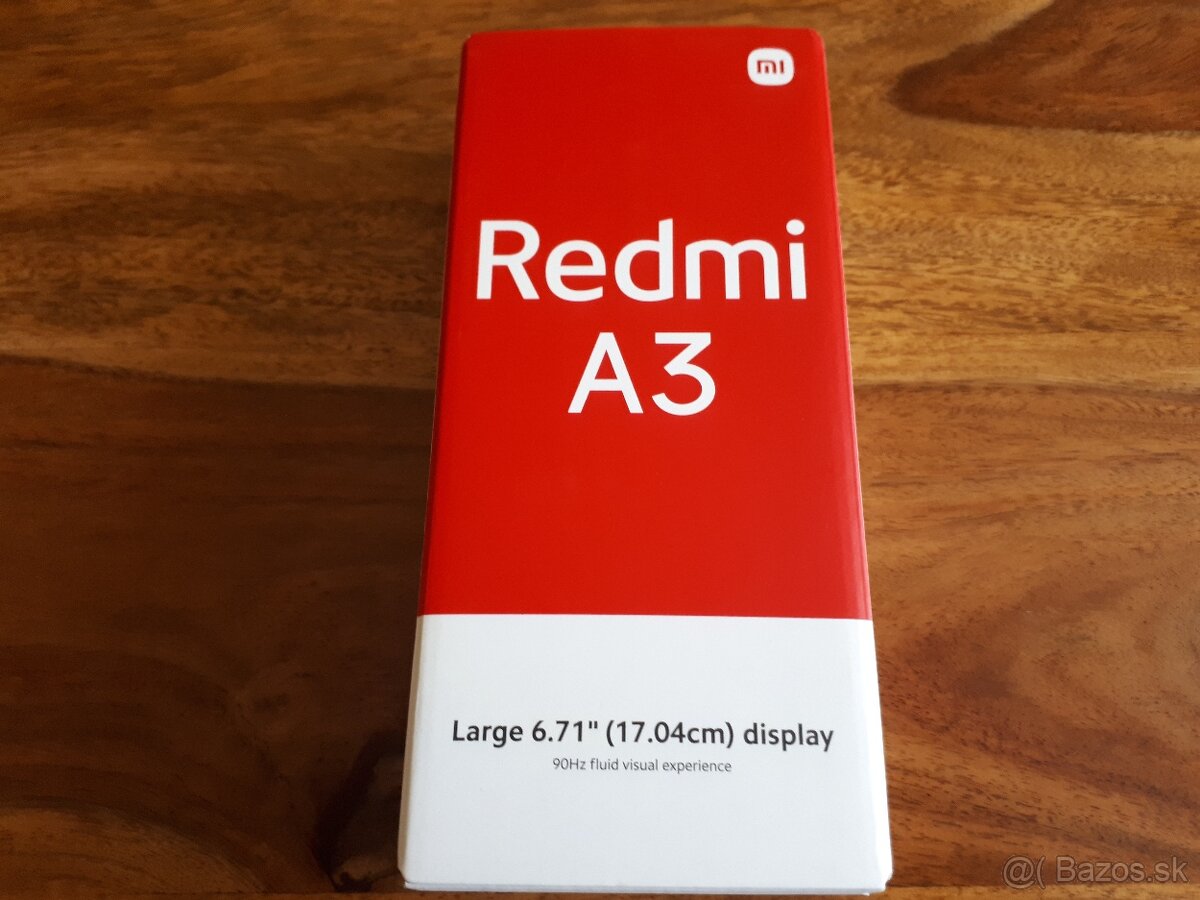 mi
Redmi
A3
Large 6.71" (17.04cm) display
90Hz fluid visual experience
@( Bazos.sk